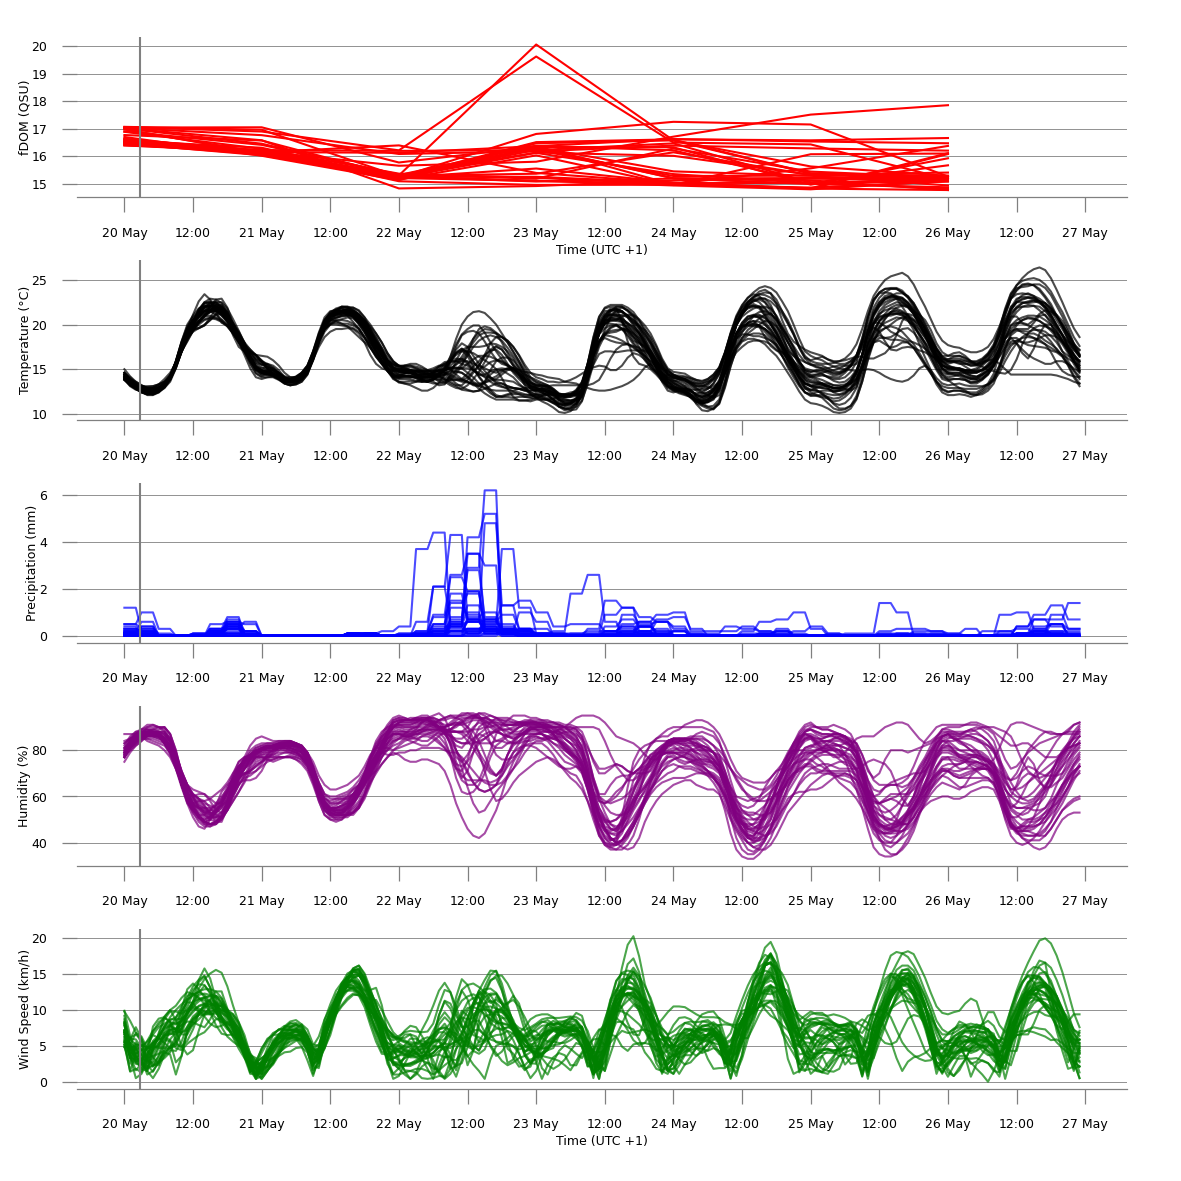 fDOM (QSU)
20
19
18
17
16
15
20 May 12:00 21 May 12:00 22 May 12:00 23 May 12:00 24 May 12:00 25 May 12:00 26 May 12:00 27 May
Time (UTC +1)
Temperature (°C)
25
20
15
10
20 May 12:00 21 May 12:00 22 May 12:00 23 May 12:00 24 May 12:00 25 May 12:00 26 May 12:00 27 May
Precipitation (mm)
6
4
2
0
20 May 12:00 21 May 12:00 22 May 12:00 23 May 12:00 24 May 12:00 25 May 12:00 26 May 12:00 27 May
Humidity (%)
80
60
40
20 May 12:00 21 May 12:00 22 May 12:00 23 May 12:00 24 May 12:00 25 May 12:00 26 May 12:00 27 May
Wind Speed (km/h)
20
15
10
5
0
20 May 12:00 21 May 12:00 22 May 12:00 23 May 12:00 24 May 12:00 25 May 12:00 26 May 12:00 27 May
Time (UTC +1)